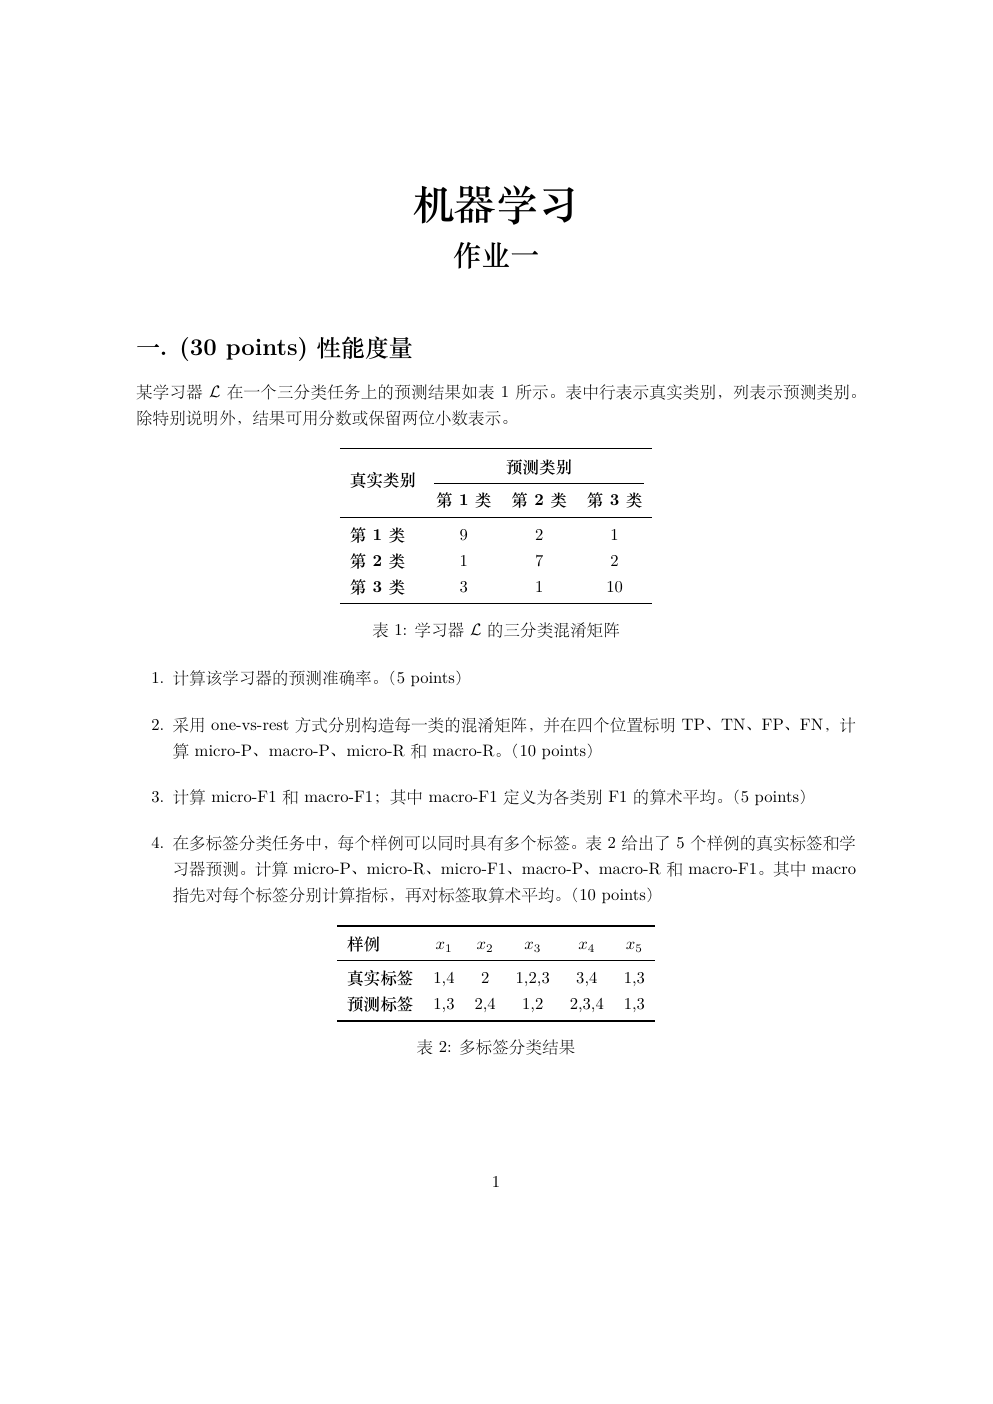 机器学习
作业一
一. (30 points) 性能度量
某学习器 ℒ 在一个三分类任务上的预测结果如表 1 所示。表中行表示真实类别，列表示预测类别。
除特别说明外，结果可用分数或保留两位小数表示。
真实类别 预测类别
第 1 类 第 2 类 第 3 类
第 1 类 9 2 1
第 2 类 1 7 2
第 3 类 3 1 10
表 1: 学习器 ℒ 的三分类混淆矩阵
1. 计算该学习器的预测准确率。（5 points）
2. 采用 one-vs-rest 方式分别构造每一类的混淆矩阵，并在四个位置标明 TP、TN、FP、FN，计
算 micro-P、macro-P、micro-R 和 macro-R。（10 points）
3. 计算 micro-F1 和 macro-F1；其中 macro-F1 定义为各类别 F1 的算术平均。（5 points）
4. 在多标签分类任务中，每个样例可以同时具有多个标签。表 2 给出了 5 个样例的真实标签和学
习器预测。计算 micro-P、micro-R、micro-F1、macro-P、macro-R 和 macro-F1。其中 macro
指先对每个标签分别计算指标，再对标签取算术平均。（10 points）
样例 x₁ x₂ x₃ x₄ x₅
真实标签 1,4 2 1,2,3 3,4 1,3
预测标签 1,3 2,4 1,2 2,3,4 1,3
表 2: 多标签分类结果
1